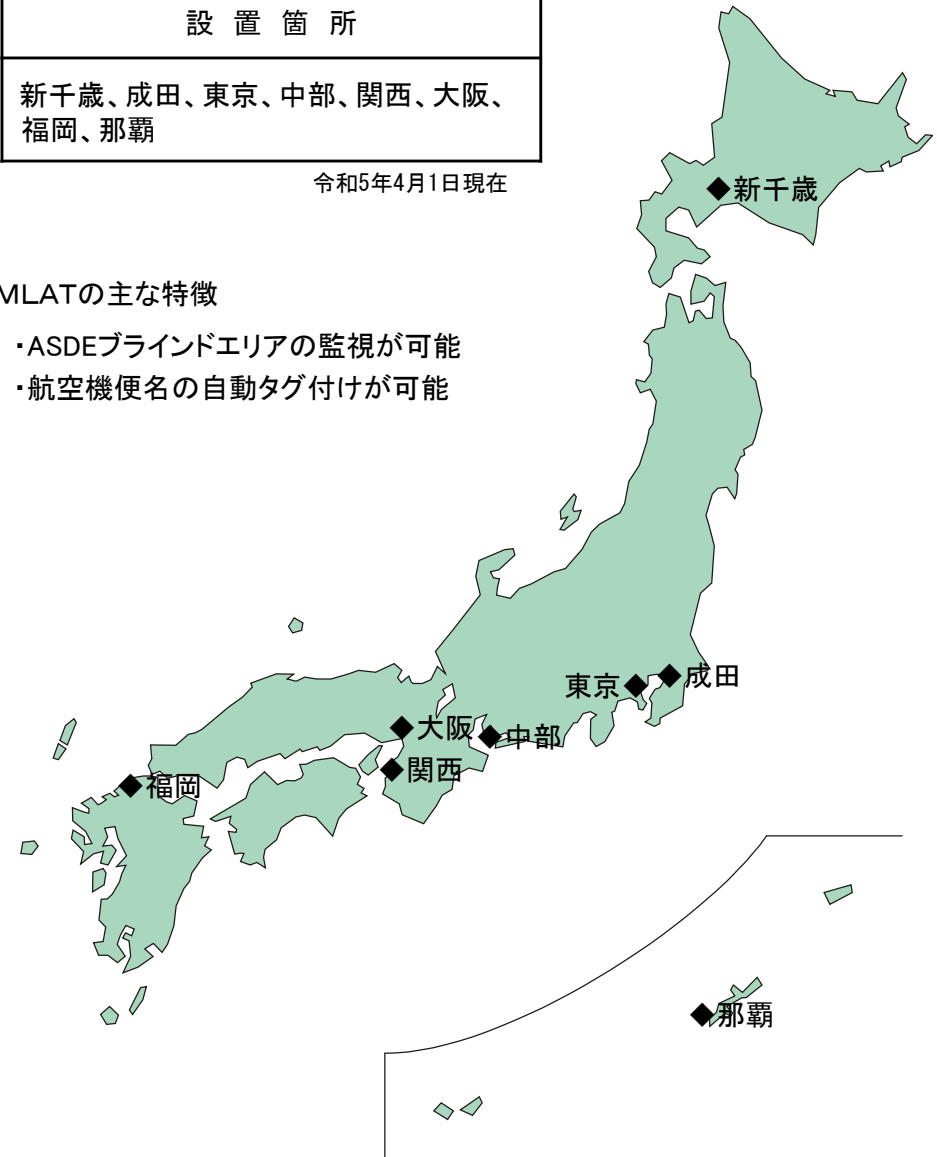 設置箇所
新千歳、成田、東京、中部、関西、大阪、
福岡、那覇
令和5年4月1日現在
MLATの主な特徴
・ASDEブラインドエリアの監視が可能
・航空機便名の自動タグ付けが可能
◆新千歳
東京◆
◆成田
◆大阪
◆中部
◆関西
◆福岡
◆那覇